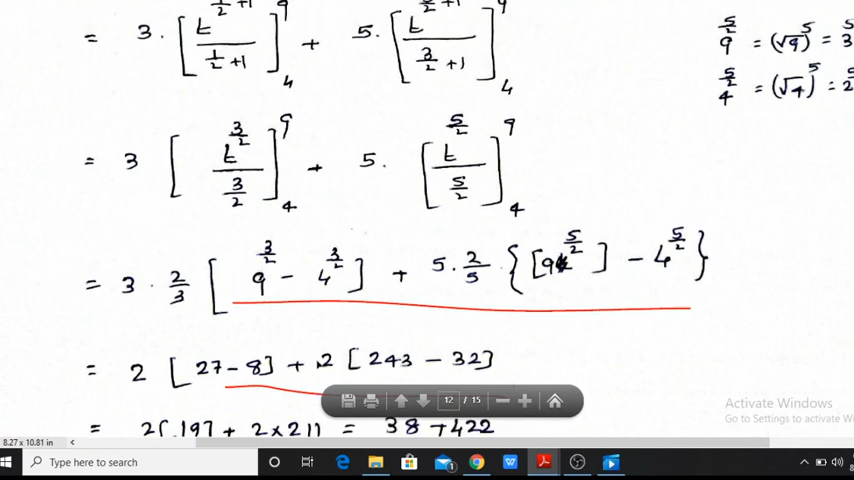 = 3 · [ t^(1/2 +1) / (1/2 +1) ]₄⁹ + 5 · [ t^(3/2 +1) / (3/2 +1) ]₄⁹
9^(5/2) = (√9)⁵ = 3⁵
4^(5/2) = (√4)⁵ = 2⁵
= 3 [ t^(3/2) / (3/2) ]₄⁹ + 5 · [ t^(5/2) / (5/2) ]₄⁹
= 3 · 2/3 [ 9^(3/2) − 4^(3/2) ] + 5 · 2/5 · { [9^(5/2)] − 4^(5/2) }
= 2 [27 − 8] + 2 [243 − 32]
12 / 15
Activate Windows
Go to Settings to activate Wi
= 2[19] + 2×211 = 38 + 422
8.27 x 10.81 in
Type here to search